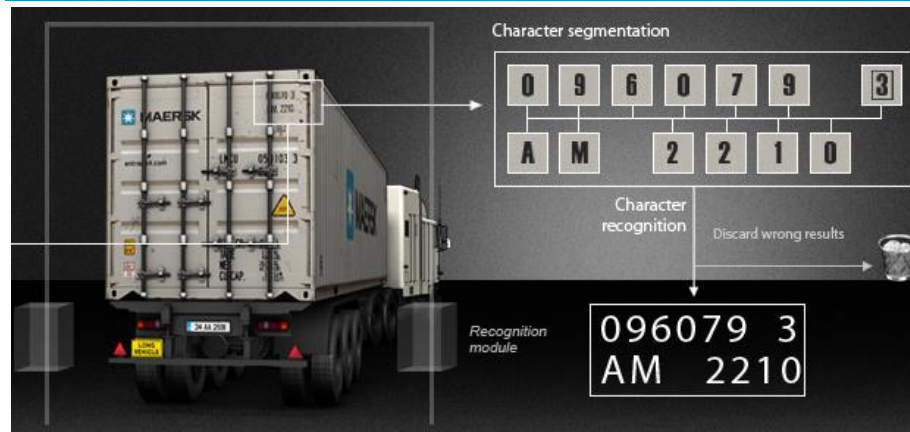 Character segmentation
0 9 6 0 7 9 3
A M 2 2 1 0
Character
recognition
Discard wrong results
Recognition
module
096079 3
AM 2210
MAERSK
MAERSK
LONG
VEHICLE